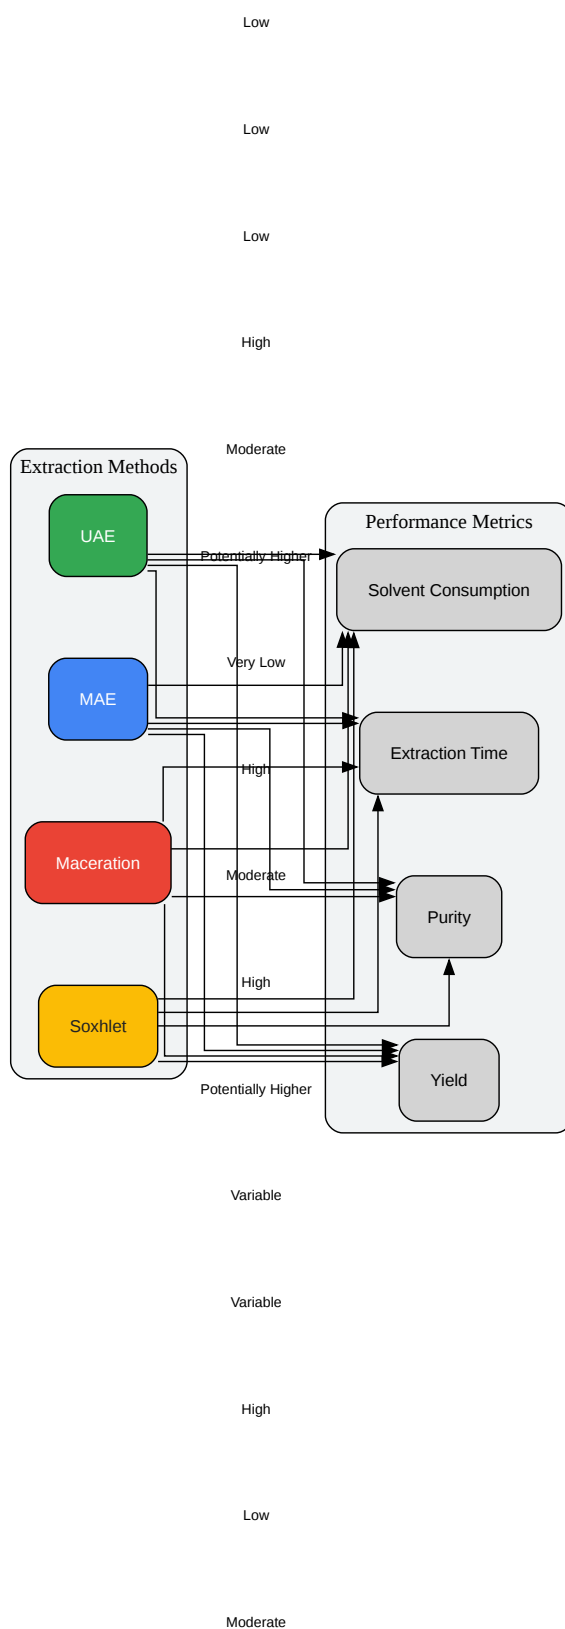 Low
Low
Low
High
Moderate
Extraction Methods
UAE
Performance Metrics
Potentially Higher
Solvent Consumption
Very Low
MAE
Extraction Time
High
Maceration
Moderate
Purity
High
Soxhlet
Yield
Potentially Higher
Variable
Variable
High
Low
Moderate